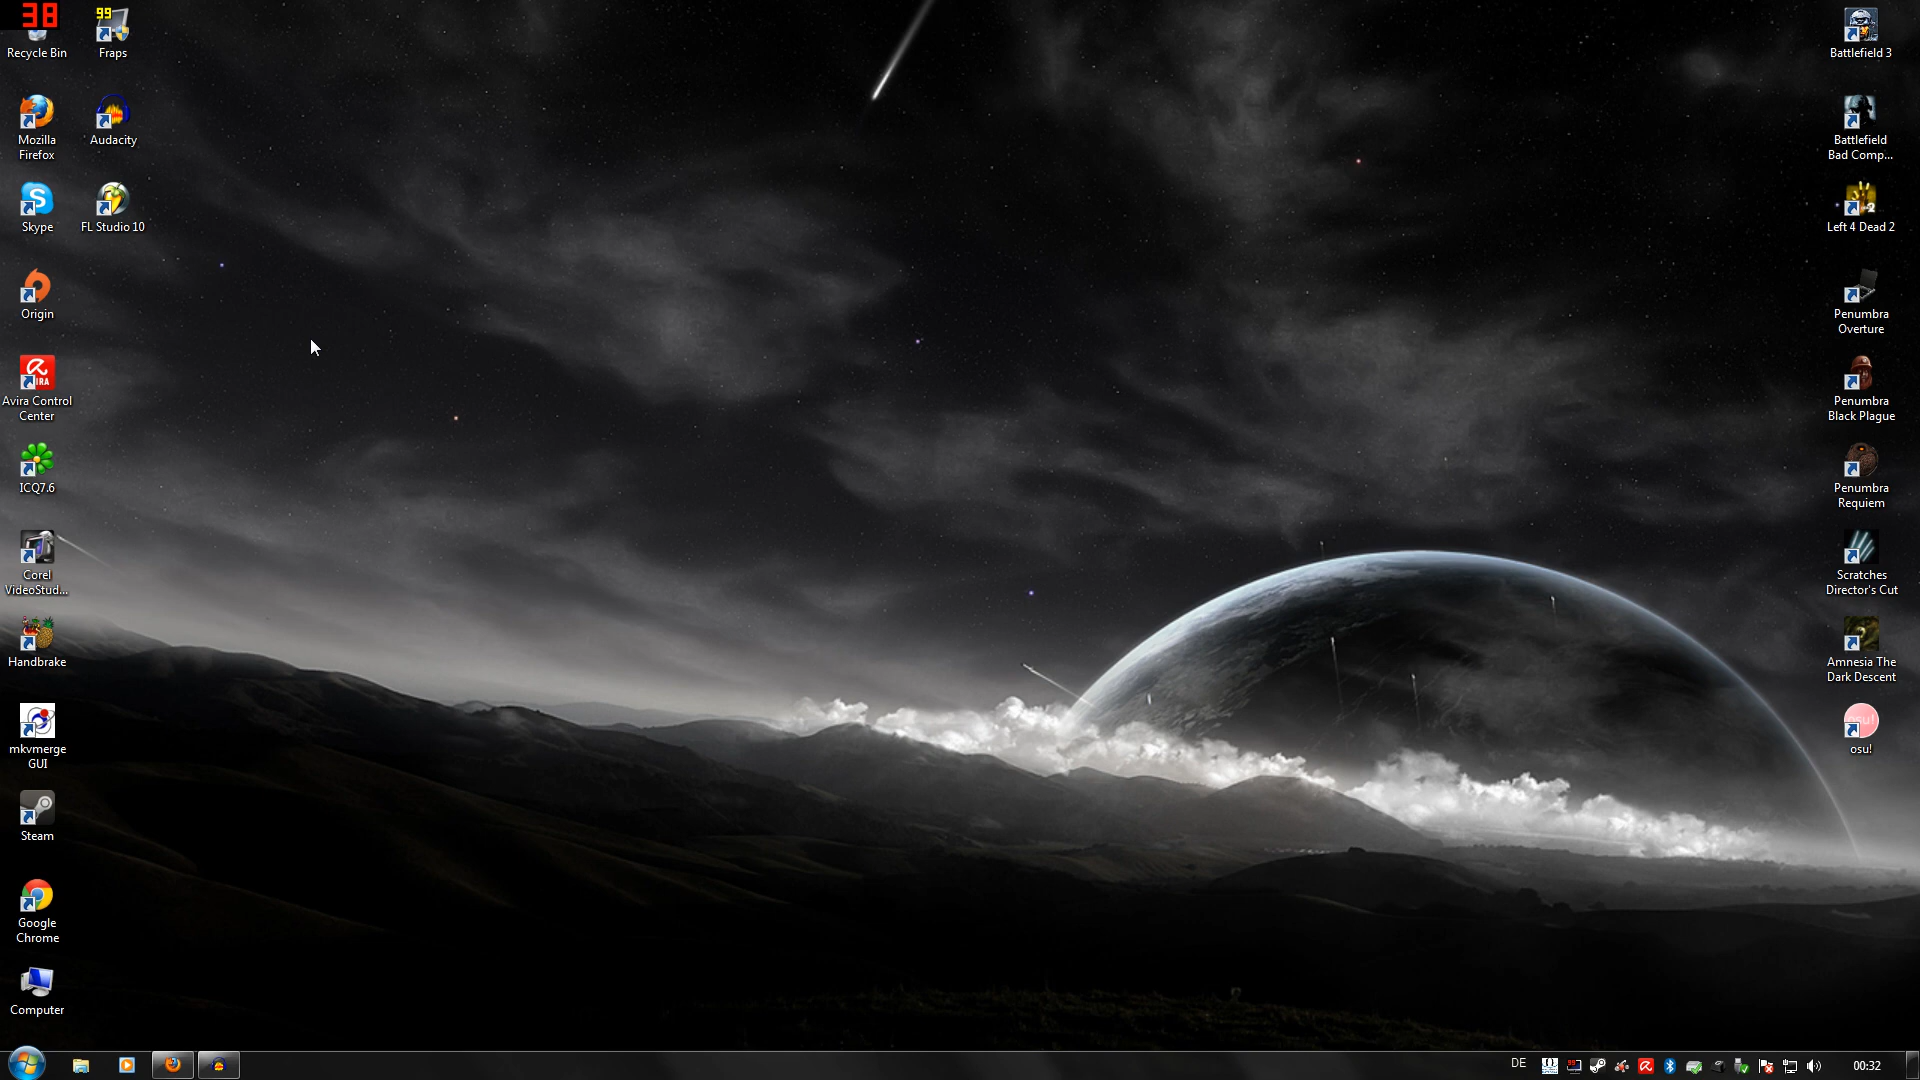 38
Recycle Bin
99
Fraps
Mozilla
Firefox
Audacity
Skype
FL Studio 10
Origin
Avira Control
Center
ICQ7.6
Corel
VideoStud...
Handbrake
mkvmerge
GUI
Steam
Google
Chrome
Computer
Battlefield 3
Battlefield
Bad Comp...
Left 4 Dead 2
Penumbra
Overture
Penumbra
Black Plague
Penumbra
Requiem
Scratches
Director's Cut
Amnesia The
Dark Descent
osu!
osu!
DE
00:32